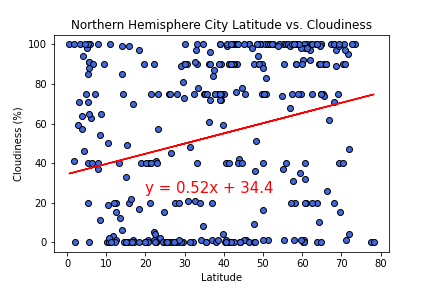 Northern Hemisphere City Latitude vs. Cloudiness
100
80
60
40
20
0
Cloudiness (%)
y = 0.52x + 34.4
0 10 20 30 40 50 60 70 80
Latitude